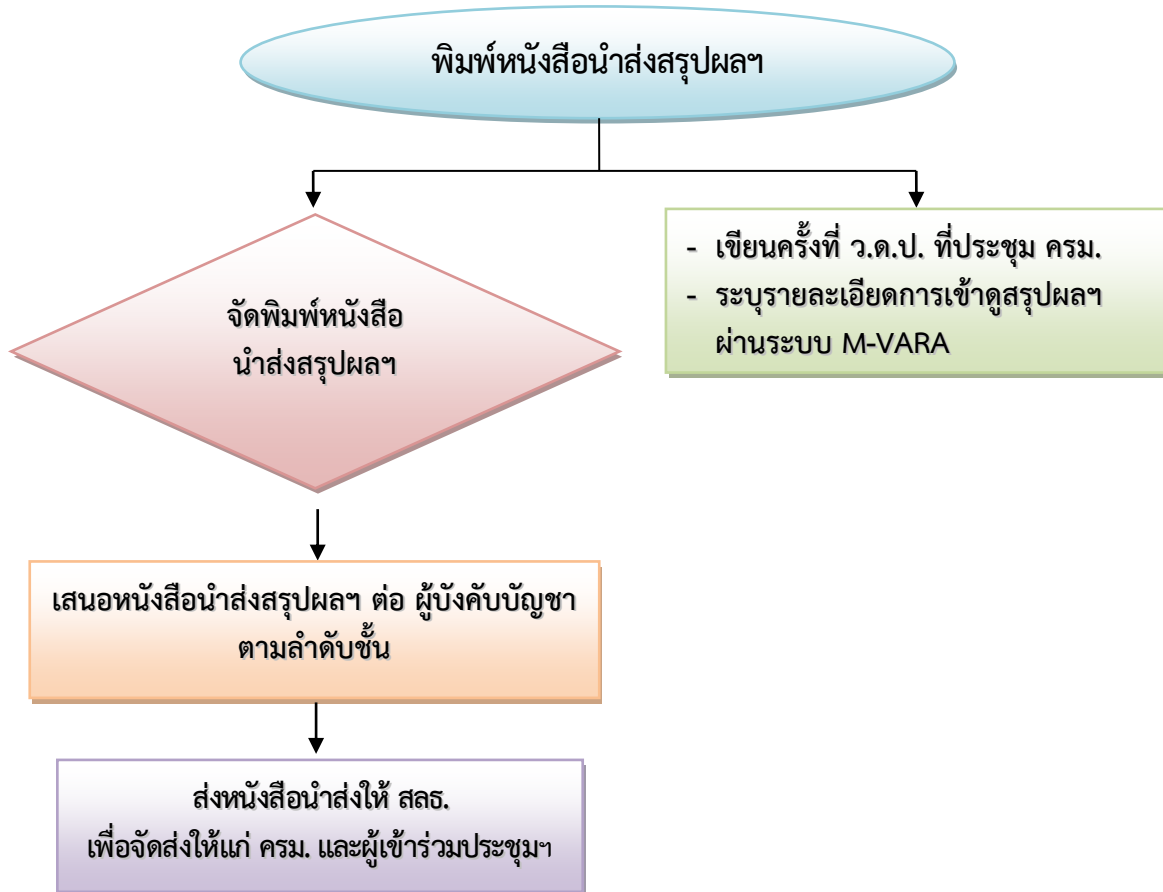 พิมพ์หนังสือนำส่งสรุปผลฯ
จัดพิมพ์หนังสือ
นำส่งสรุปผลฯ
- เขียนครั้งที่ ว.ด.ป. ที่ประชุม ครม.
- ระบุรายละเอียดการเข้าดูสรุปผลฯ
ผ่านระบบ M-VARA
เสนอหนังสือนำส่งสรุปผลฯ ต่อ ผู้บังคับบัญชา
ตามลำดับชั้น
ส่งหนังสือนำส่งให้ สลธ.
เพื่อจัดส่งให้แก่ ครม. และผู้เข้าร่วมประชุมฯ